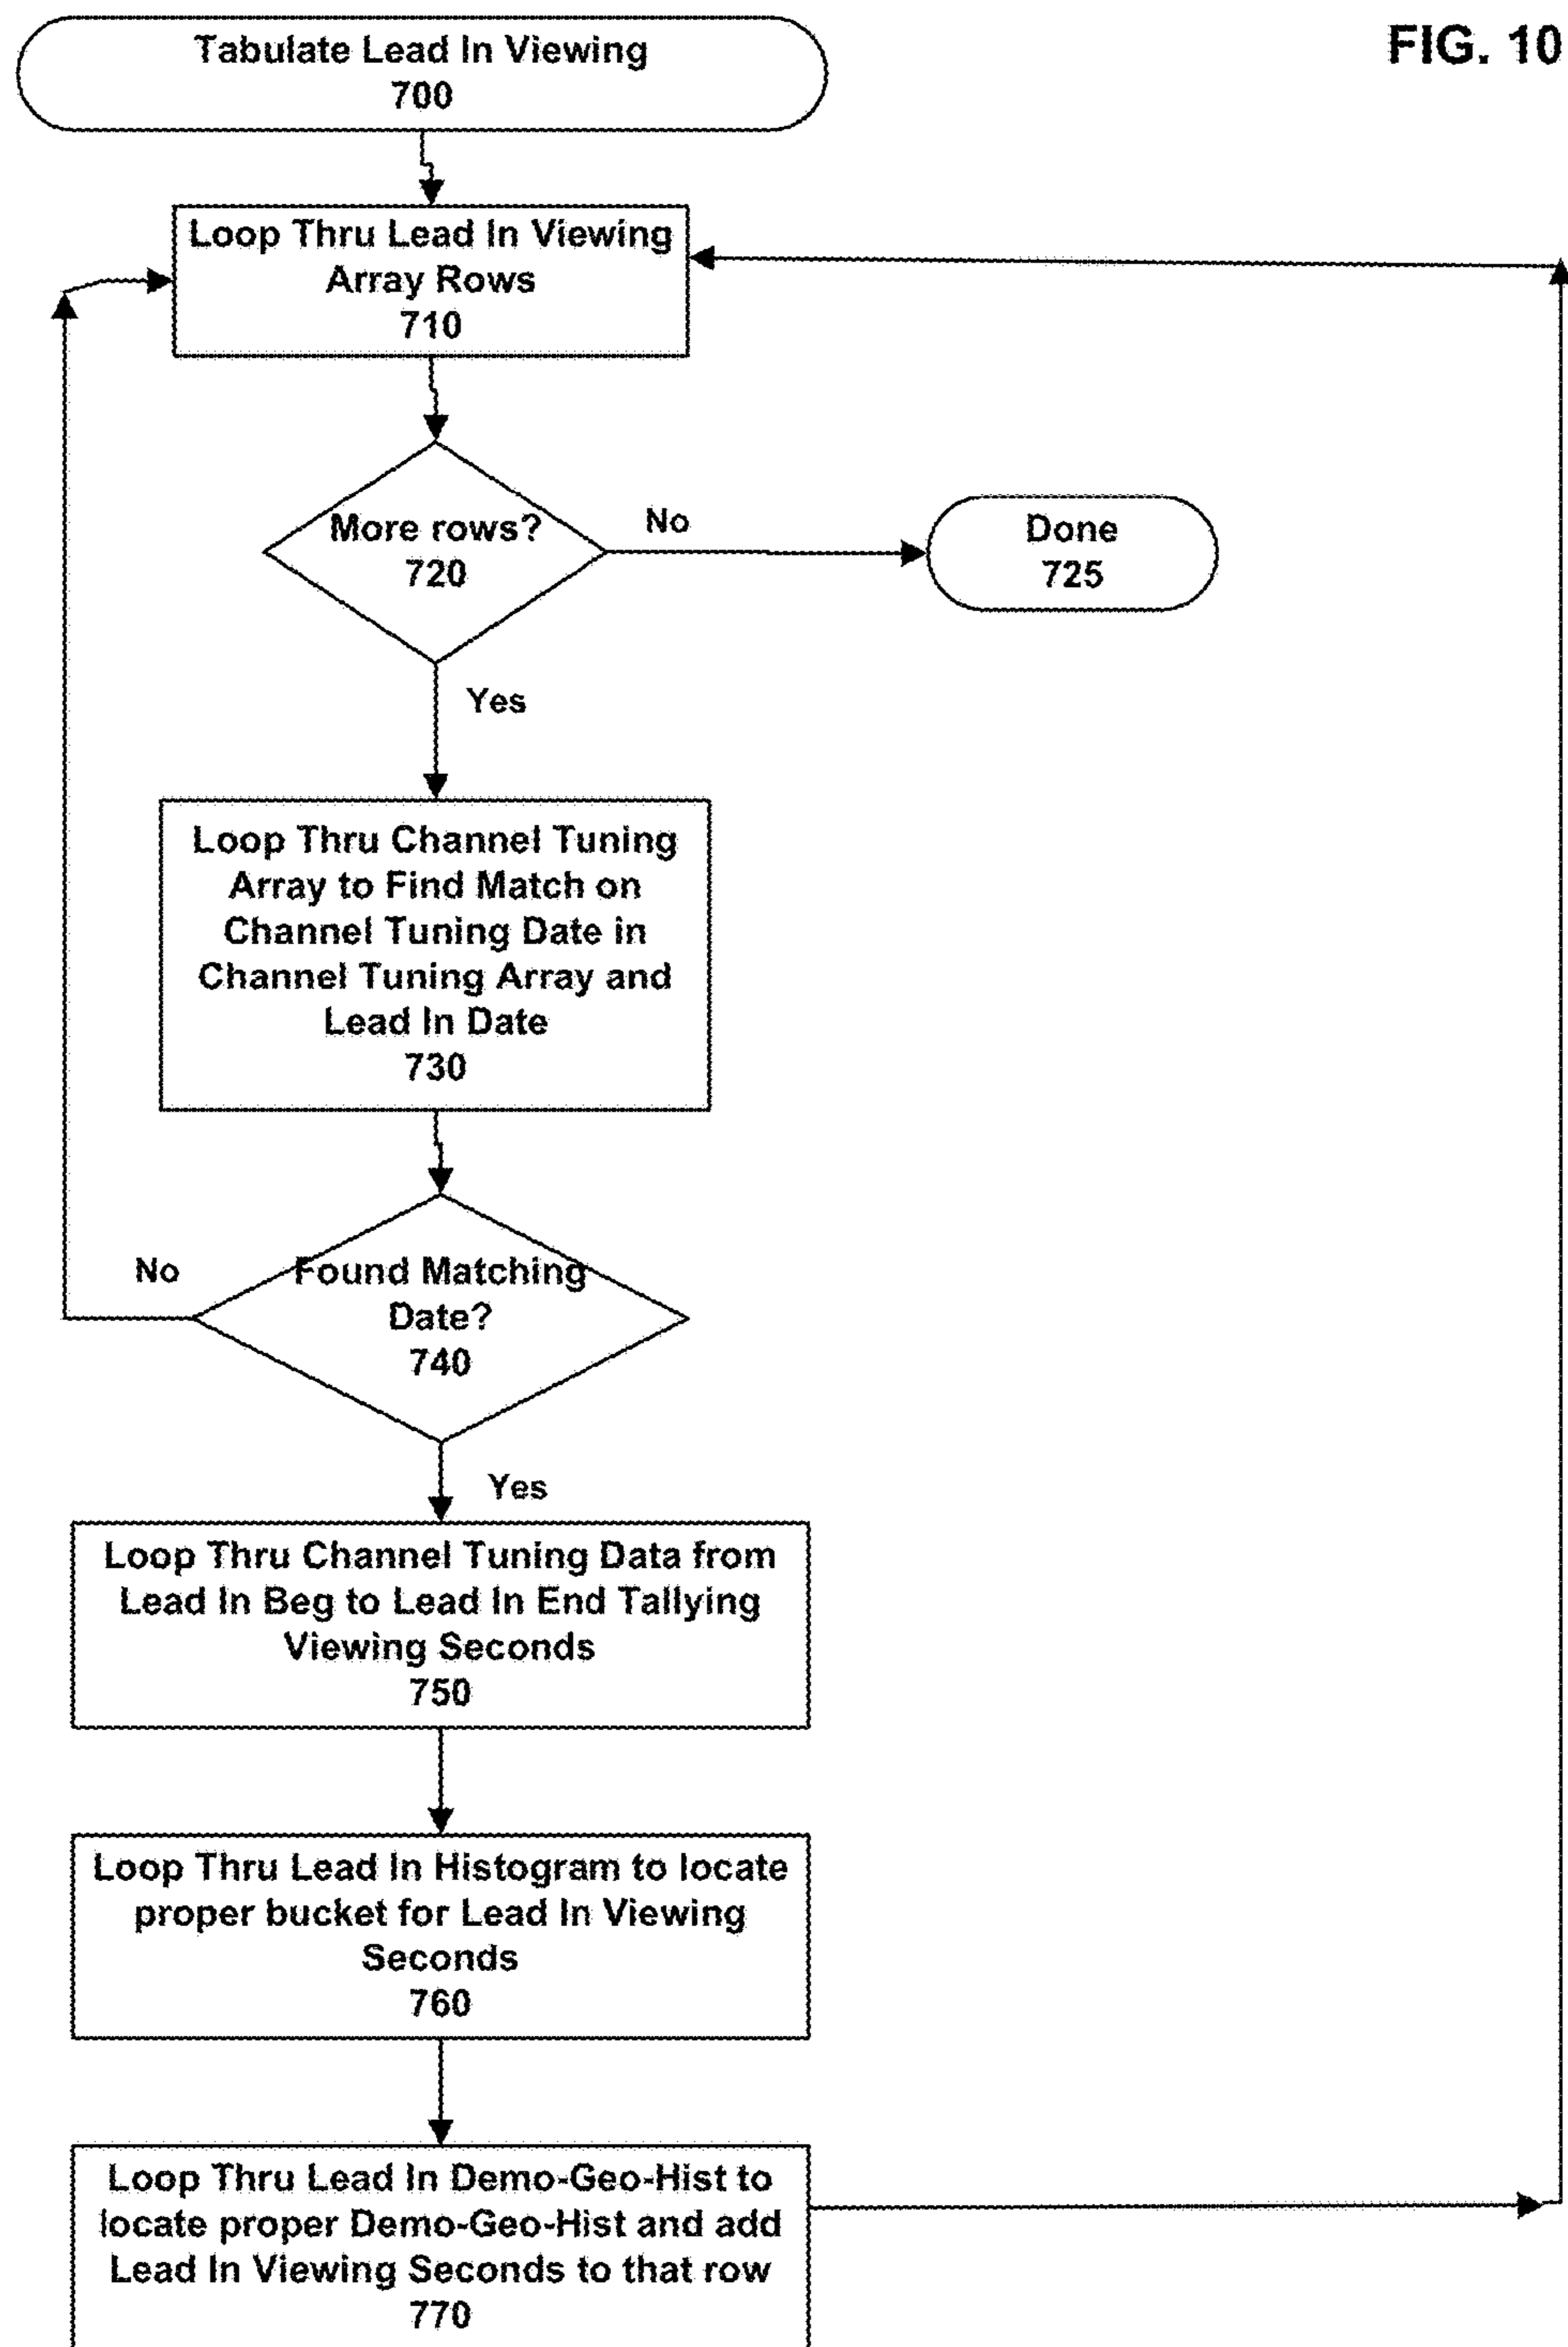 FIG. 10
Tabulate Lead In Viewing
700
Loop Thru Lead In Viewing
Array Rows
710
More rows?
720
No
Done
725
Yes
Loop Thru Channel Tuning
Array to Find Match on
Channel Tuning Date in
Channel Tuning Array and
Lead In Date
730
No
Found Matching
Date?
740
Yes
Loop Thru Channel Tuning Data from
Lead In Beg to Lead In End Tallying
Viewing Seconds
750
Loop Thru Lead In Histogram to locate
proper bucket for Lead In Viewing
Seconds
760
Loop Thru Lead In Demo-Geo-Hist to
locate proper Demo-Geo-Hist and add
Lead In Viewing Seconds to that row
770